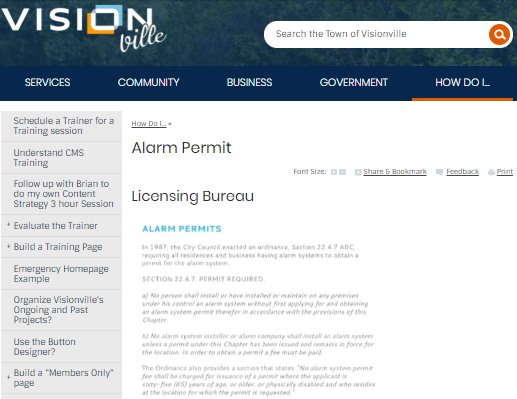 VISION
ville
Search the Town of Visionville
SERVICES
COMMUNITY
BUSINESS
GOVERNMENT
HOW DO I...
Schedule a Trainer for a
Training session
Understand CMS
Training
Follow up with Brian to
do my own Content
Strategy 3 hour Session
+ Evaluate the Trainer
+ Build a Training Page
Emergency Homepage
Example
Organize Visionville's
Ongoing and Past
Projects?
Use the Button
Designer?
+ Build a "Members Only"
page
How Do I... »
Alarm Permit
Font Size: + - + Share & Bookmark Feedback Print
Licensing Bureau
ALARM PERMITS
In 1987, the City Council enacted an ordinance, Section 22.4.7 ABC,
requiring all residences and business having alarm systems to obtain a
permit for the alarm system.
SECTION 22.4.7. PERMIT REQUIRED.
a) No person shall install or have installed or maintain on any premises
under his control an alarm system without first applying for and obtaining
an alarm system permit therefor in accordance with the provisions of this
Chapter.
b) No alarm system installer or alarm company shall install an alarm system
unless a permit under this Chapter has been issued and remains in force for
the location. In order to obtain a permit a fee must be paid.
The Ordinance also provides a section that states "No alarm system permit
fee shall be charged for issuance of a permit where the applicant is
sixty-five (65) years of age, or older, or physically disabled and who resides
at the location for which the permit is requested."